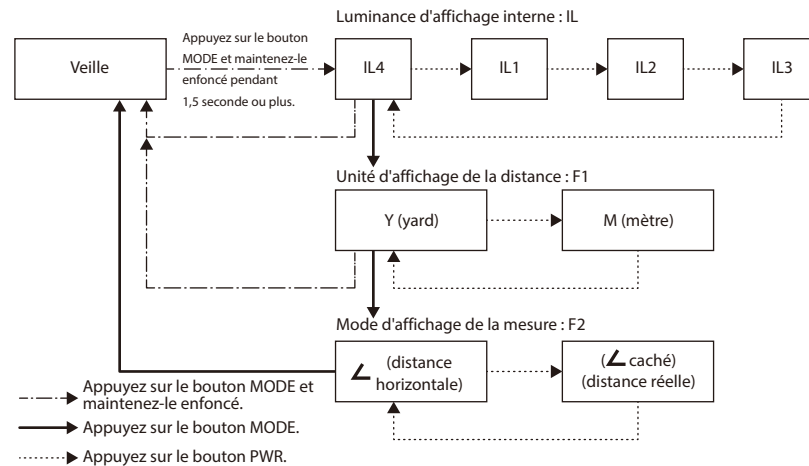 Luminance d'affichage interne : IL
Veille
Appuyez sur le bouton
MODE et maintenez-le
enfoncé pendant
1,5 seconde ou plus.
IL4
IL1
IL2
IL3
Unité d'affichage de la distance : F1
Y (yard)
M (mètre)
Mode d'affichage de la mesure : F2
∠ (distance
horizontale)
(∠ caché)
(distance réelle)
Appuyez sur le bouton MODE et
maintenez-le enfoncé.
Appuyez sur le bouton MODE.
Appuyez sur le bouton PWR.